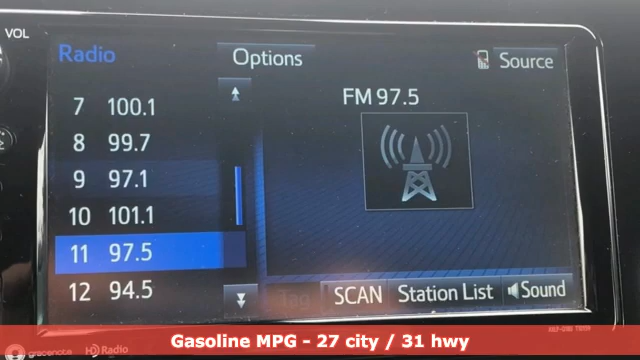 VOL
Radio
Options
Source
FM 97.5
7 100.1
8 99.7
9 97.1
10 101.1
11 97.5
12 94.5
Tag
SCAN
Station List
Sound
Gasoline MPG - 27 city / 31 hwy
gracenote
HD Radio